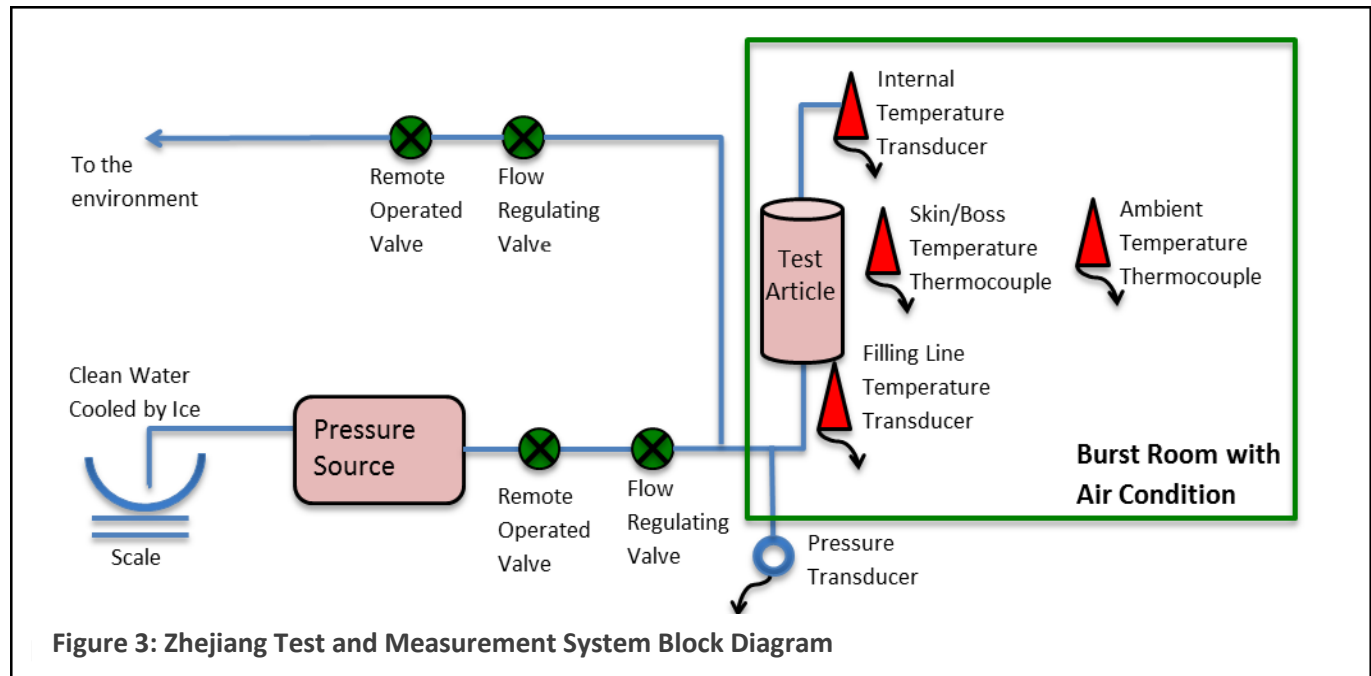 Internal
Temperature
Transducer
To the
environment
Remote
Operated
Valve
Flow
Regulating
Valve
Test
Article
Skin/Boss
Temperature
Thermocouple
Ambient
Temperature
Thermocouple
Filling Line
Temperature
Transducer
Clean Water
Cooled by Ice
Scale
Pressure
Source
Remote
Operated
Valve
Flow
Regulating
Valve
Burst Room with
Air Condition
Pressure
Transducer
Figure 3: Zhejiang Test and Measurement System Block Diagram